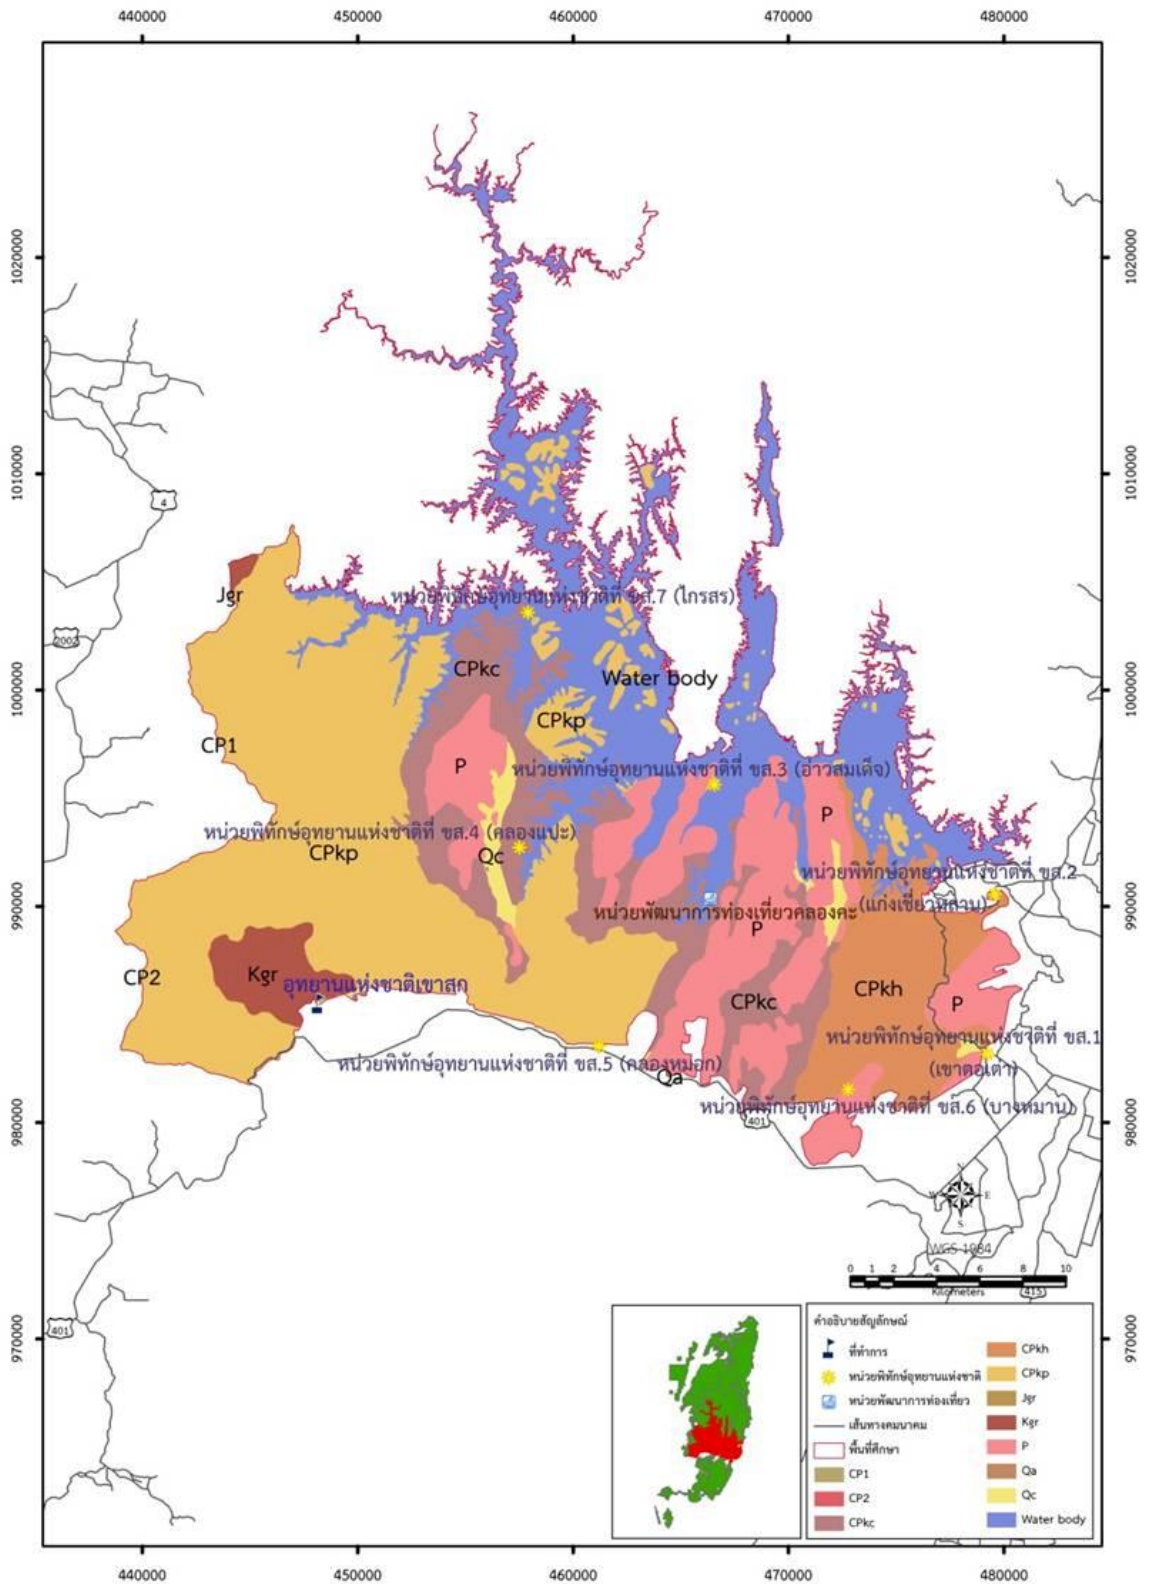 440000 450000 460000 470000 480000
1020000 1020000
1010000 1010000
4
Jgr
หน่วยพิทักษ์อุทยานแห่งชาติที่ ขส.7 (ไกรสร)
2002
CPkc
Water body
1000000 1000000
CPkp
CP1
P
หน่วยพิทักษ์อุทยานแห่งชาติที่ ขส.3 (อ่าวสมเด็จ)
P
หน่วยพิทักษ์อุทยานแห่งชาติที่ ขส.4 (คลองแปะ)
CPkp
Qc
หน่วยพิทักษ์อุทยานแห่งชาติที่ ขส.2
(แก่งเชี่ยวหลาน)
990000 990000
หน่วยพัฒนาการท่องเที่ยวคลองคะ
P
CP2
Kgr
อุทยานแห่งชาติเขาสก
CPkc
CPkh
P
หน่วยพิทักษ์อุทยานแห่งชาติที่ ขส.1
(เขาตอเต่า)
หน่วยพิทักษ์อุทยานแห่งชาติที่ ขส.5 (คลองหมอก)
Qa
หน่วยพิทักษ์อุทยานแห่งชาติที่ ขส.6 (บางหมาน)
401
980000 980000
N
W E
S
WGS 1984
0 1 2 4 6 8 10
Kilometers
415
401
970000 970000
คำอธิบายสัญลักษณ์
ที่ทำการ
หน่วยพิทักษ์อุทยานแห่งชาติ
หน่วยพัฒนาการท่องเที่ยว
เส้นทางคมนาคม
พื้นที่ศึกษา
CP1
CP2
CPkc
CPkh
CPkp
Jgr
Kgr
P
Qa
Qc
Water body
440000 450000 460000 470000 480000